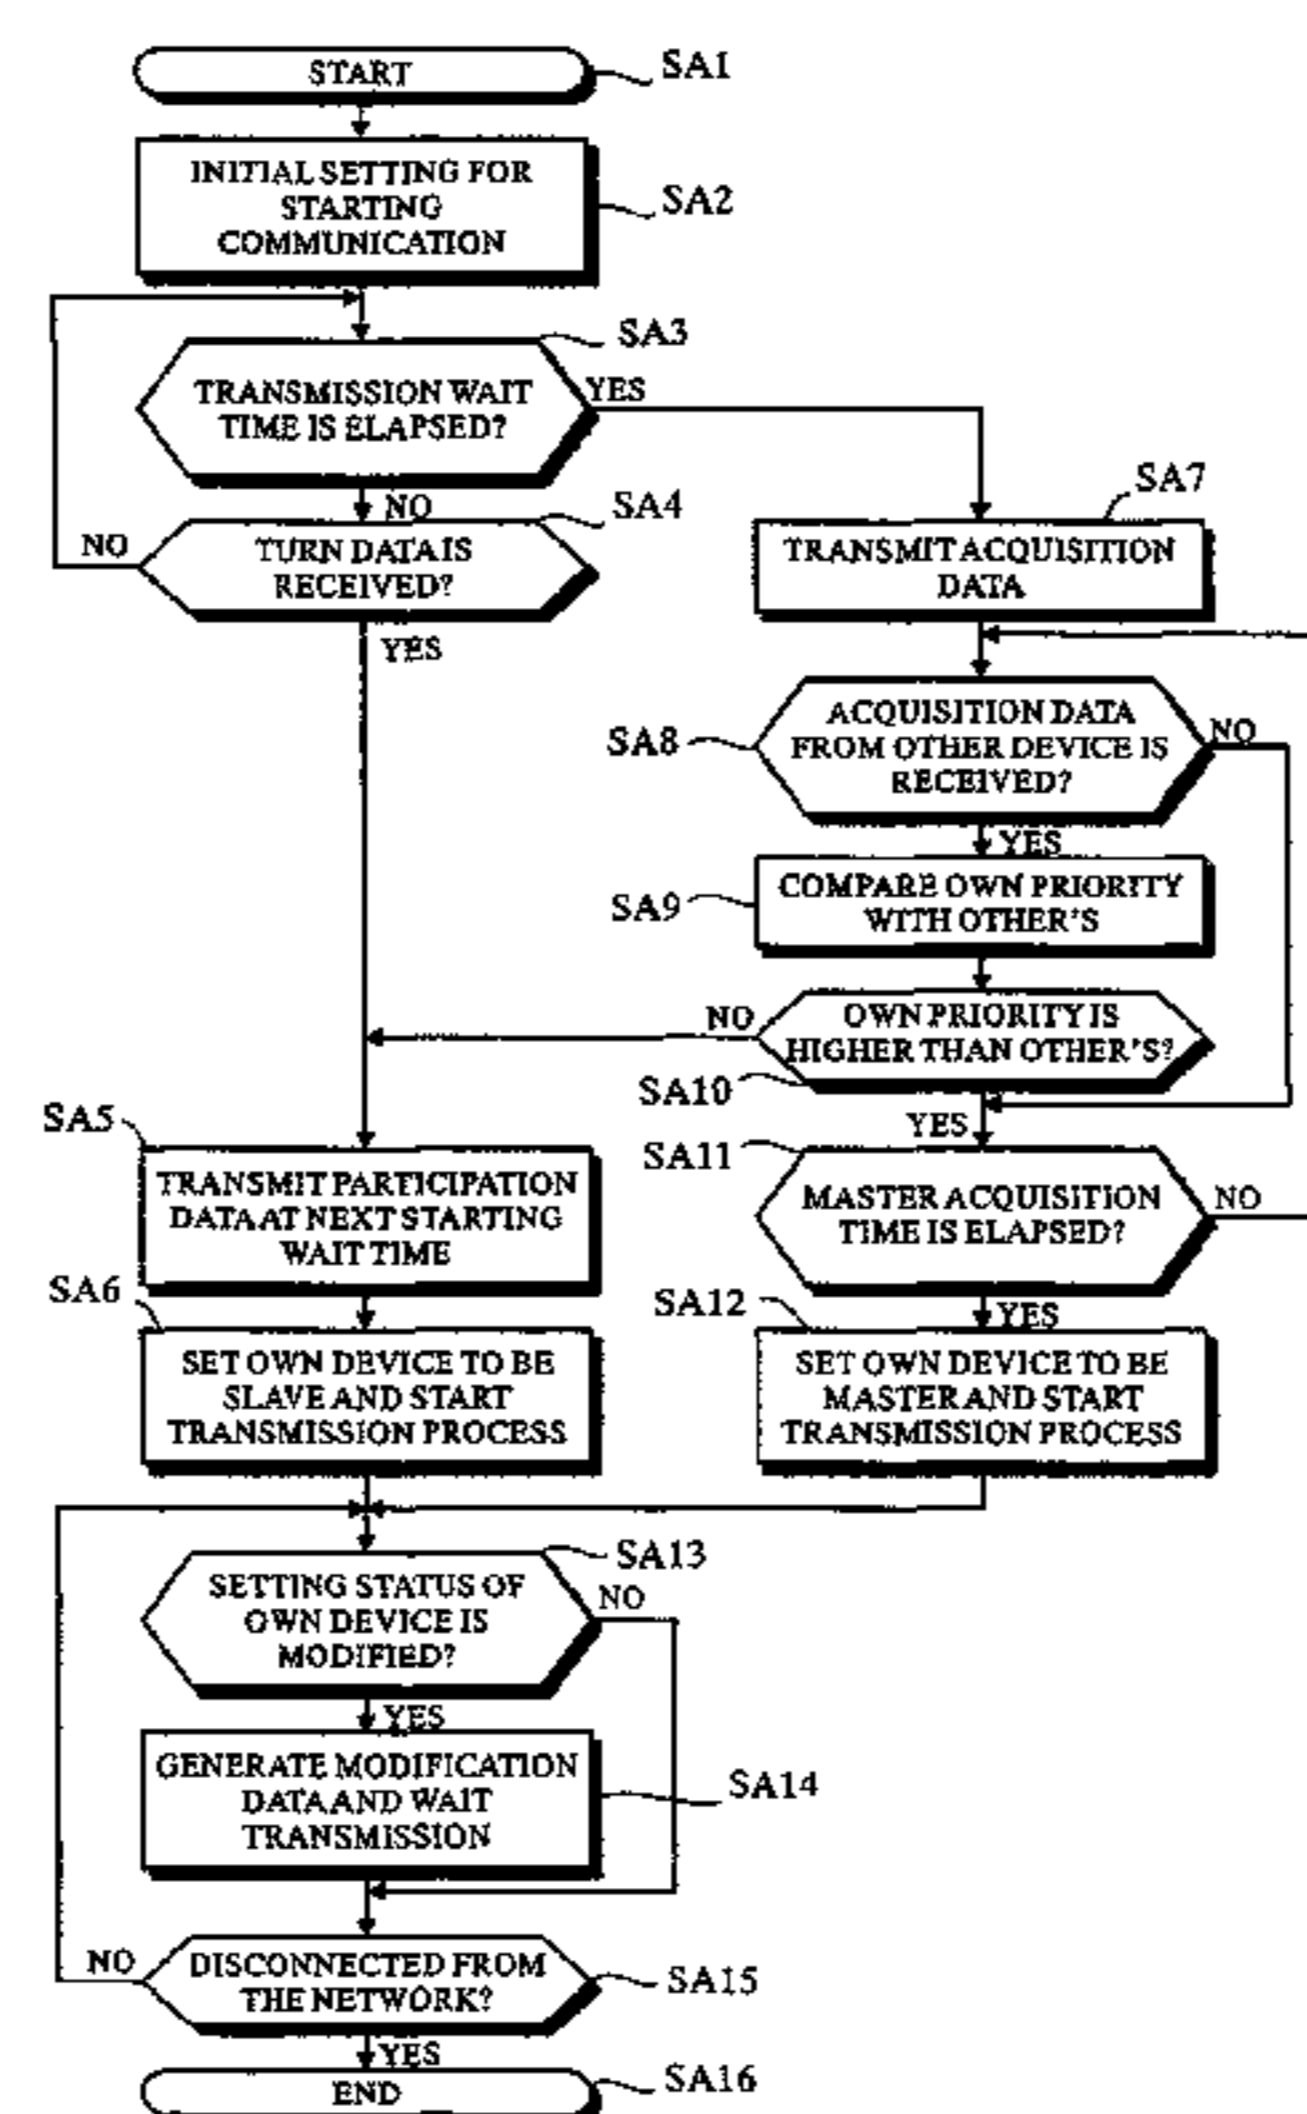 START
SA1
INITIAL SETTING FOR
STARTING
COMMUNICATION
SA2
SA3
TRANSMISSION WAIT
TIME IS ELAPSED?
YES
NO
SA4
TURN DATA IS
RECEIVED?
NO
YES
SA7
TRANSMIT ACQUISITION
DATA
SA8
ACQUISITION DATA
FROM OTHER DEVICE IS
RECEIVED?
NO
YES
SA9
COMPARE OWN PRIORITY
WITH OTHER'S
NO
OWN PRIORITY IS
HIGHER THAN OTHER'S?
SA10
YES
SA5
TRANSMIT PARTICIPATION
DATA AT NEXT STARTING
WAIT TIME
SA11
MASTER ACQUISITION
TIME IS ELAPSED?
NO
YES
SA6
SET OWN DEVICE TO BE
SLAVE AND START
TRANSMISSION PROCESS
SA12
SET OWN DEVICE TO BE
MASTER AND START
TRANSMISSION PROCESS
SA13
SETTING STATUS OF
OWN DEVICE IS
MODIFIED?
NO
YES
GENERATE MODIFICATION
DATA AND WAIT
TRANSMISSION
SA14
NO
DISCONNECTED FROM
THE NETWORK?
SA15
YES
END
SA16